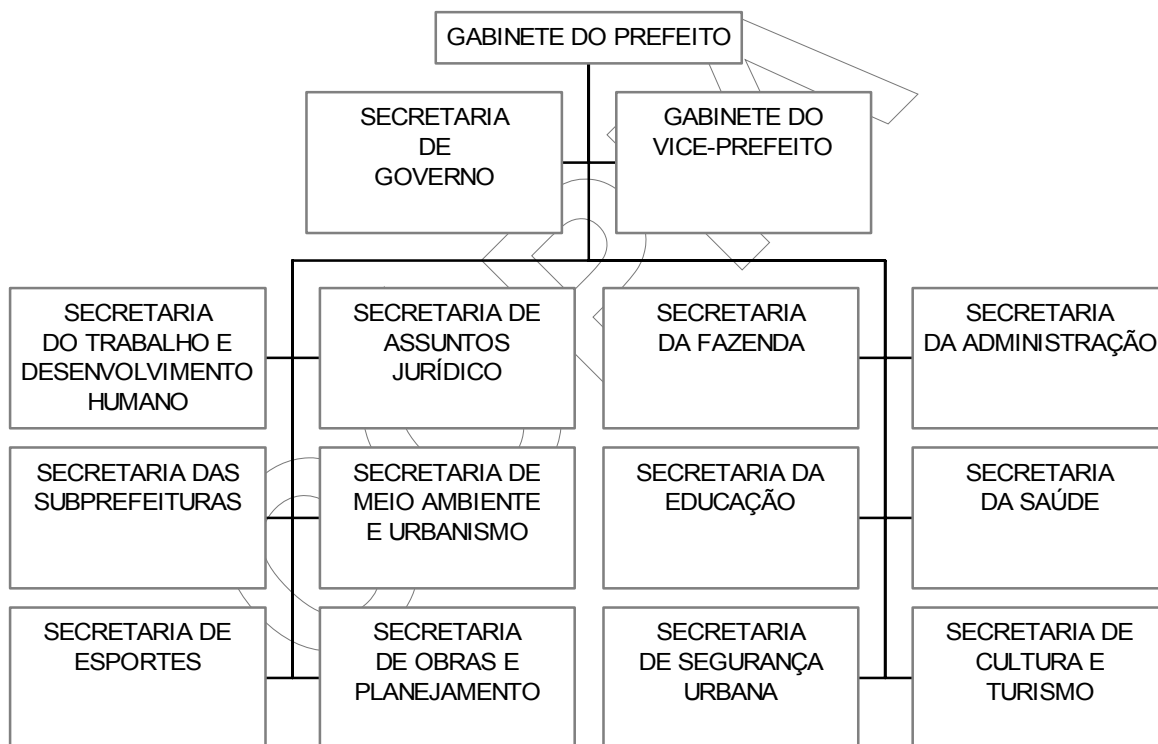 GABINETE DO PREFEITO
SECRETARIA
DE
GOVERNO
GABINETE DO
VICE-PREFEITO
SECRETARIA
DO TRABALHO E
DESENVOLVIMENTO
HUMANO
SECRETARIA DE
ASSUNTOS
JURÍDICO
SECRETARIA
DA FAZENDA
SECRETARIA
DA ADMINISTRAÇÃO
SECRETARIA DAS
SUBPREFEITURAS
SECRETARIA DE
MEIO AMBIENTE
E URBANISMO
SECRETARIA DA
EDUCAÇÃO
SECRETARIA
DA SAÚDE
SECRETARIA DE
ESPORTES
SECRETARIA
DE OBRAS E
PLANEJAMENTO
SECRETARIA
DE SEGURANÇA
URBANA
SECRETARIA DE
CULTURA E
TURISMO